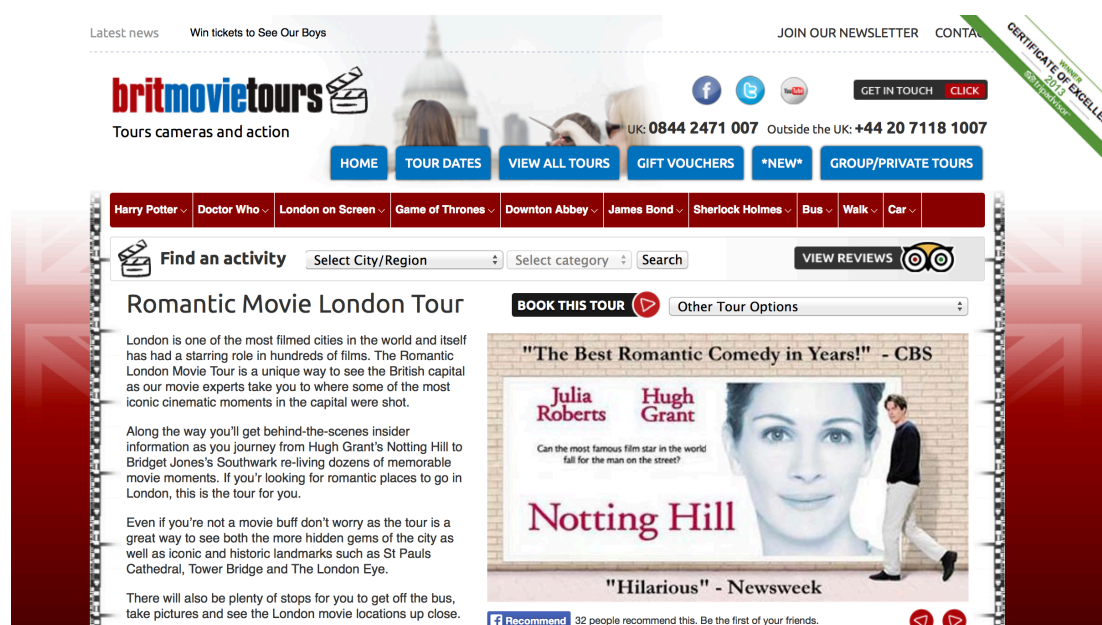 Latest news Win tickets to See Our Boys JOIN OUR NEWSLETTER
CERTIFICATE OF
WINNER
2013
tripadvisor
britmovietours
Tours cameras and action
f
You Tube
GET IN TOUCH CLICK
UK: 0844 2471 007 Outside the UK: +44 20 7118 1007
HOME TOUR DATES VIEW ALL TOURS GIFT VOUCHERS *NEW* GROUP/PRIVATE TOURS
Harry Potter Doctor Who London on Screen Game of Thrones Downton Abbey James Bond Sherlock Holmes Bus Walk Car
Find an activity Select City/Region Select category Search VIEW REVIEWS
Romantic Movie London Tour
BOOK THIS TOUR Other Tour Options
London is one of the most filmed cities in the world and itself
has had a starring role in hundreds of films. The Romantic
London Movie Tour is a unique way to see the British capital
as our movie experts take you to where some of the most
iconic cinematic moments in the capital were shot.
Along the way you'll get behind-the-scenes insider
information as you journey from Hugh Grant's Notting Hill to
Bridget Jones's Southwark re-living dozens of memorable
movie moments. If you'r looking for romantic places to go in
London, this is the tour for you.
Even if you're not a movie buff don't worry as the tour is a
great way to see both the more hidden gems of the city as
well as iconic and historic landmarks such as St Pauls
Cathedral, Tower Bridge and The London Eye.
There will also be plenty of stops for you to get off the bus,
take pictures and see the London movie locations up close.
"The Best Romantic Comedy in Years!" - CBS
Julia Hugh
Roberts Grant
Can the most famous film star in the world
fall for the man on the street?
Notting Hill
"Hilarious" - Newsweek
f Recommend 32 people recommend this. Be the first of your friends.